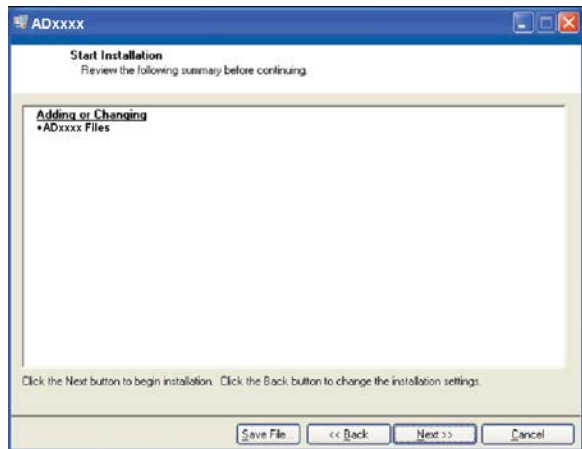 ADxxxx
Start Installation
Review the following summary before continuing.
Adding or Changing
•ADxxxx Files
Click the Next button to begin installation. Click the Back button to change the installation settings.
Save File... << Back Next >> Cancel